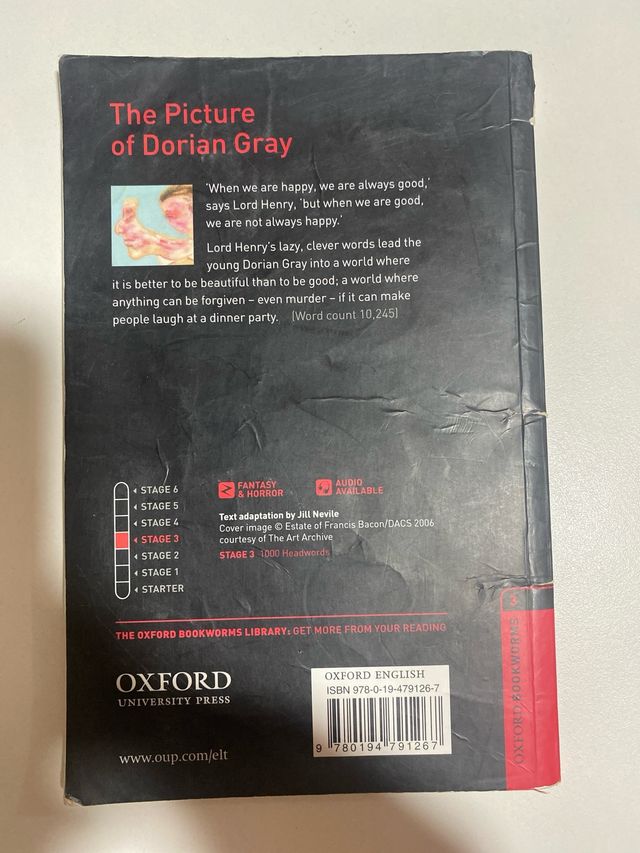 The Picture
of Dorian Gray
'When we are happy, we are always good,'
says Lord Henry, 'but when we are good,
we are not always happy.'
Lord Henry's lazy, clever words lead the
young Dorian Gray into a world where
it is better to be beautiful than to be good; a world where
anything can be forgiven – even murder – if it can make
people laugh at a dinner party. (Word count 10,245)
STAGE 6
STAGE 5
STAGE 4
STAGE 3
STAGE 2
STAGE 1
STARTER
FANTASY
& HORROR
AUDIO
AVAILABLE
Text adaptation by Jill Nevile
Cover image © Estate of Francis Bacon/DACS 2006
courtesy of The Art Archive
STAGE 3 1000 Headwords
THE OXFORD BOOKWORMS LIBRARY: GET MORE FROM YOUR READING
OXFORD
UNIVERSITY PRESS
www.oup.com/elt
OXFORD ENGLISH
ISBN 978-0-19-479126-7
9 780194 791267
3
OXFORD BOOKWORMS